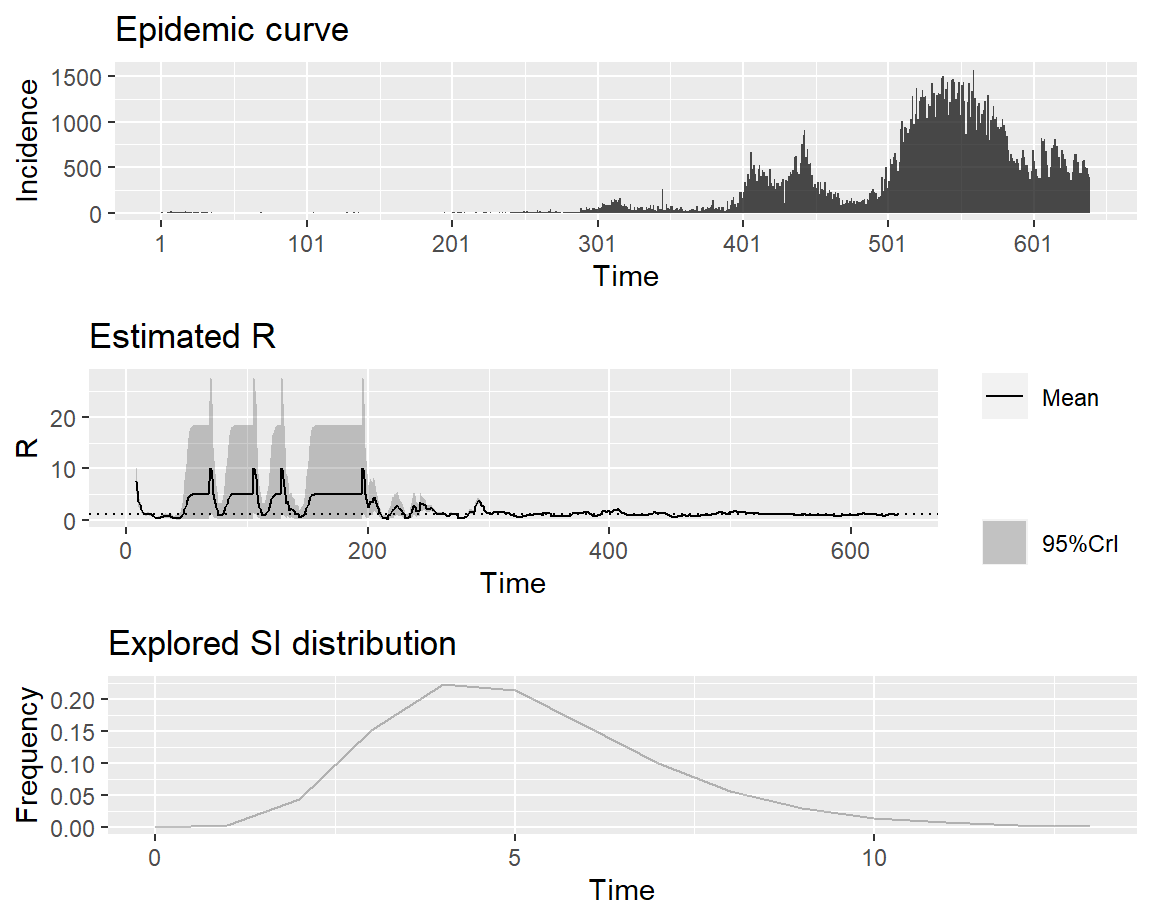 Epidemic curve
Incidence
1500
1000
500
0
1 101 201 301 401 501 601
Time
Estimated R
R
20
10
0
0 200 400 600
Time
Mean
95%CrI
Explored SI distribution
Frequency
0.20
0.15
0.10
0.05
0.00
0 5 10
Time